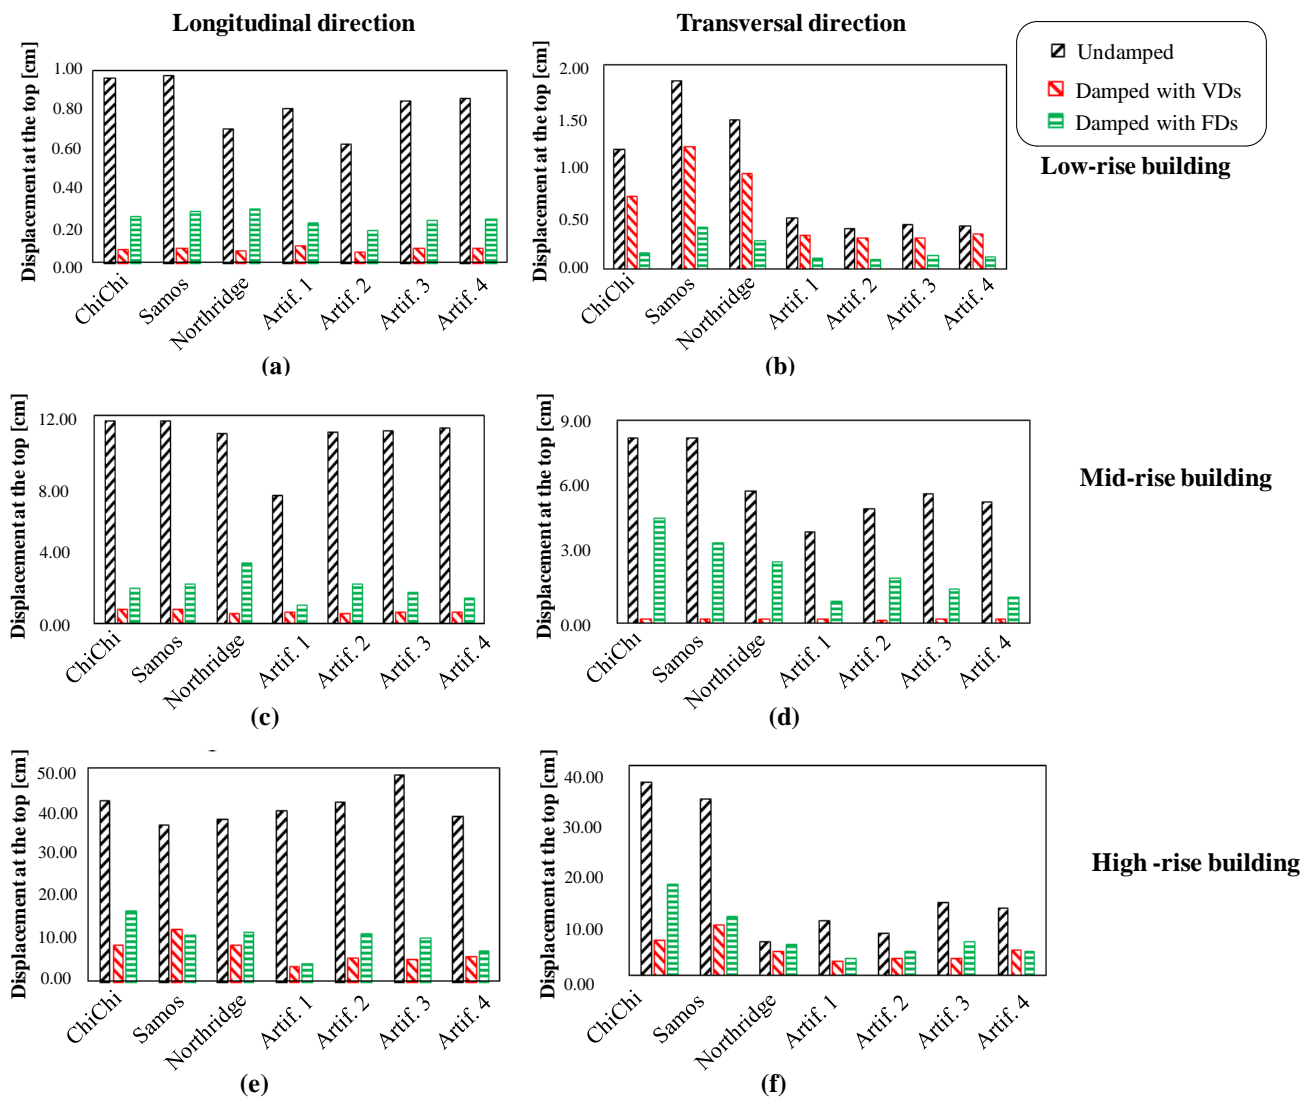 Longitudinal direction
Transversal direction
Undamped
Damped with VDs
Damped with FDs
Low-rise building
Displacement at the top [cm]
1.00
0.80
0.60
0.40
0.20
0.00
ChiChi
Samos
Northridge
Artif. 1
Artif. 2
Artif. 3
Artif. 4
(a)
Displacement at the top [cm]
2.00
1.50
1.00
0.50
0.00
ChiChi
Samos
Northridge
Artif. 1
Artif. 2
Artif. 3
Artif. 4
(b)
Displacement at the top [cm]
12.00
8.00
4.00
0.00
ChiChi
Samos
Northridge
Artif. 1
Artif. 2
Artif. 3
Artif. 4
(c)
Displacement at the top [cm]
9.00
6.00
3.00
0.00
ChiChi
Samos
Northridge
Artif. 1
Artif. 2
Artif. 3
Artif. 4
(d)
Mid-rise building
Displacement at the top [cm]
50.00
40.00
30.00
20.00
10.00
0.00
ChiChi
Samos
Northridge
Artif. 1
Artif. 2
Artif. 3
Artif. 4
(e)
Displacement at the top [cm]
40.00
30.00
20.00
10.00
0.00
ChiChi
Samos
Northridge
Artif. 1
Artif. 2
Artif. 3
Artif. 4
(f)
High -rise building